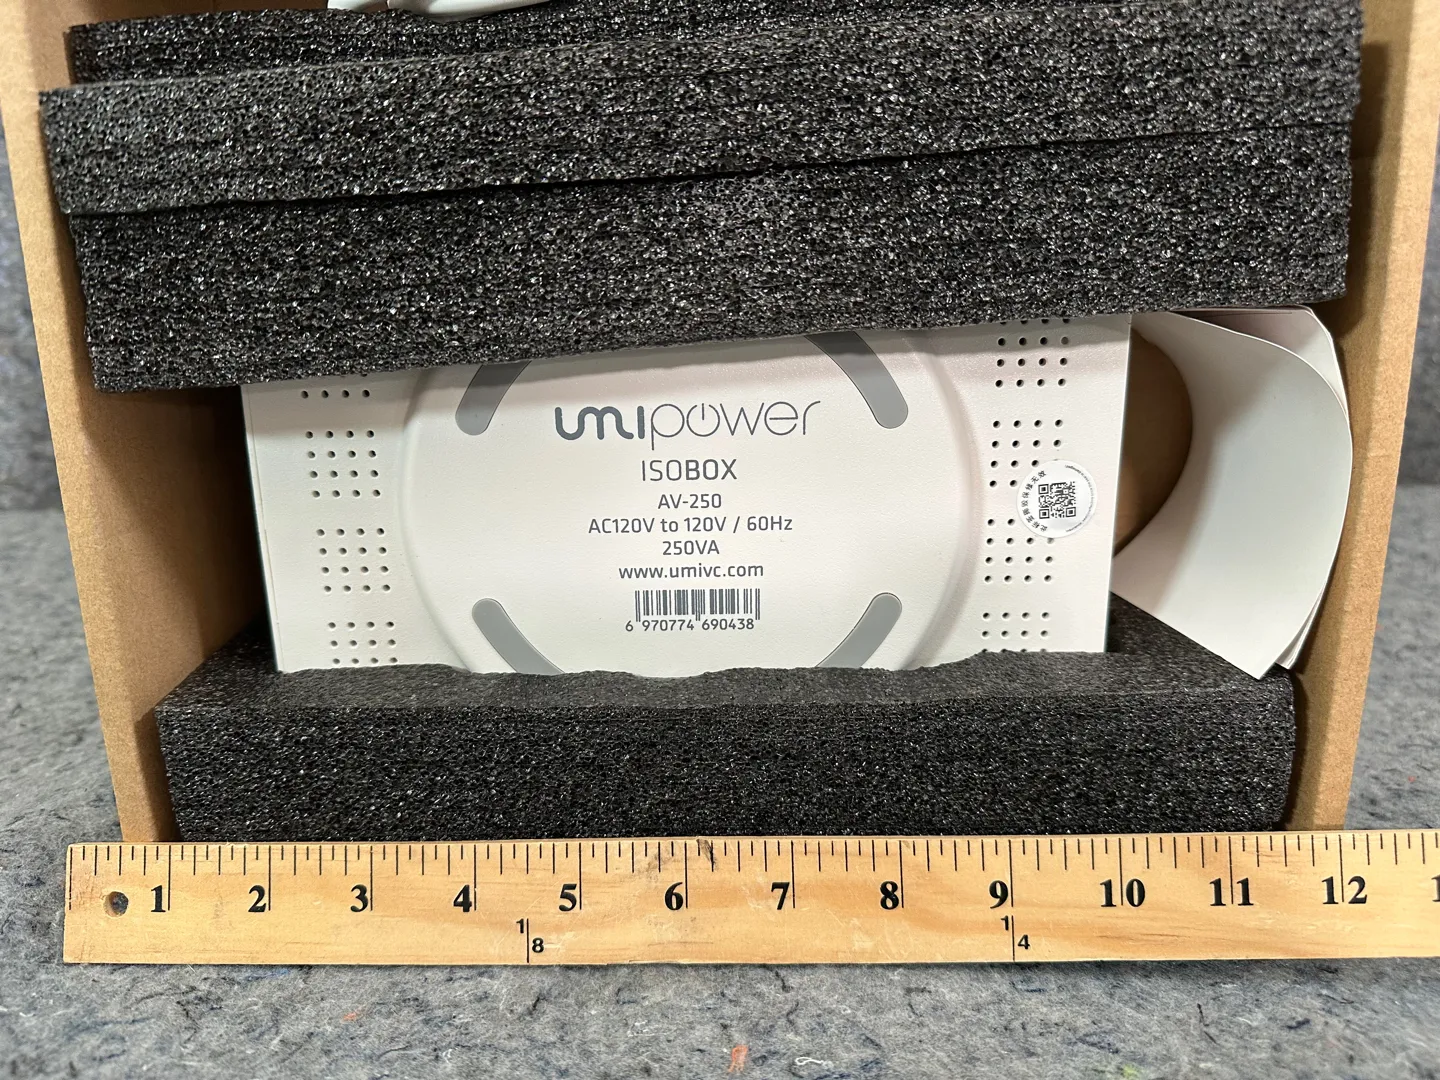 umipower
ISOBOX
AV-250
AC120V to 120V / 60Hz
250VA
www.umivc.com
6 970774 690438
1 2 3 4 5 6 7 8 9 10 11 12
1 8 1 4